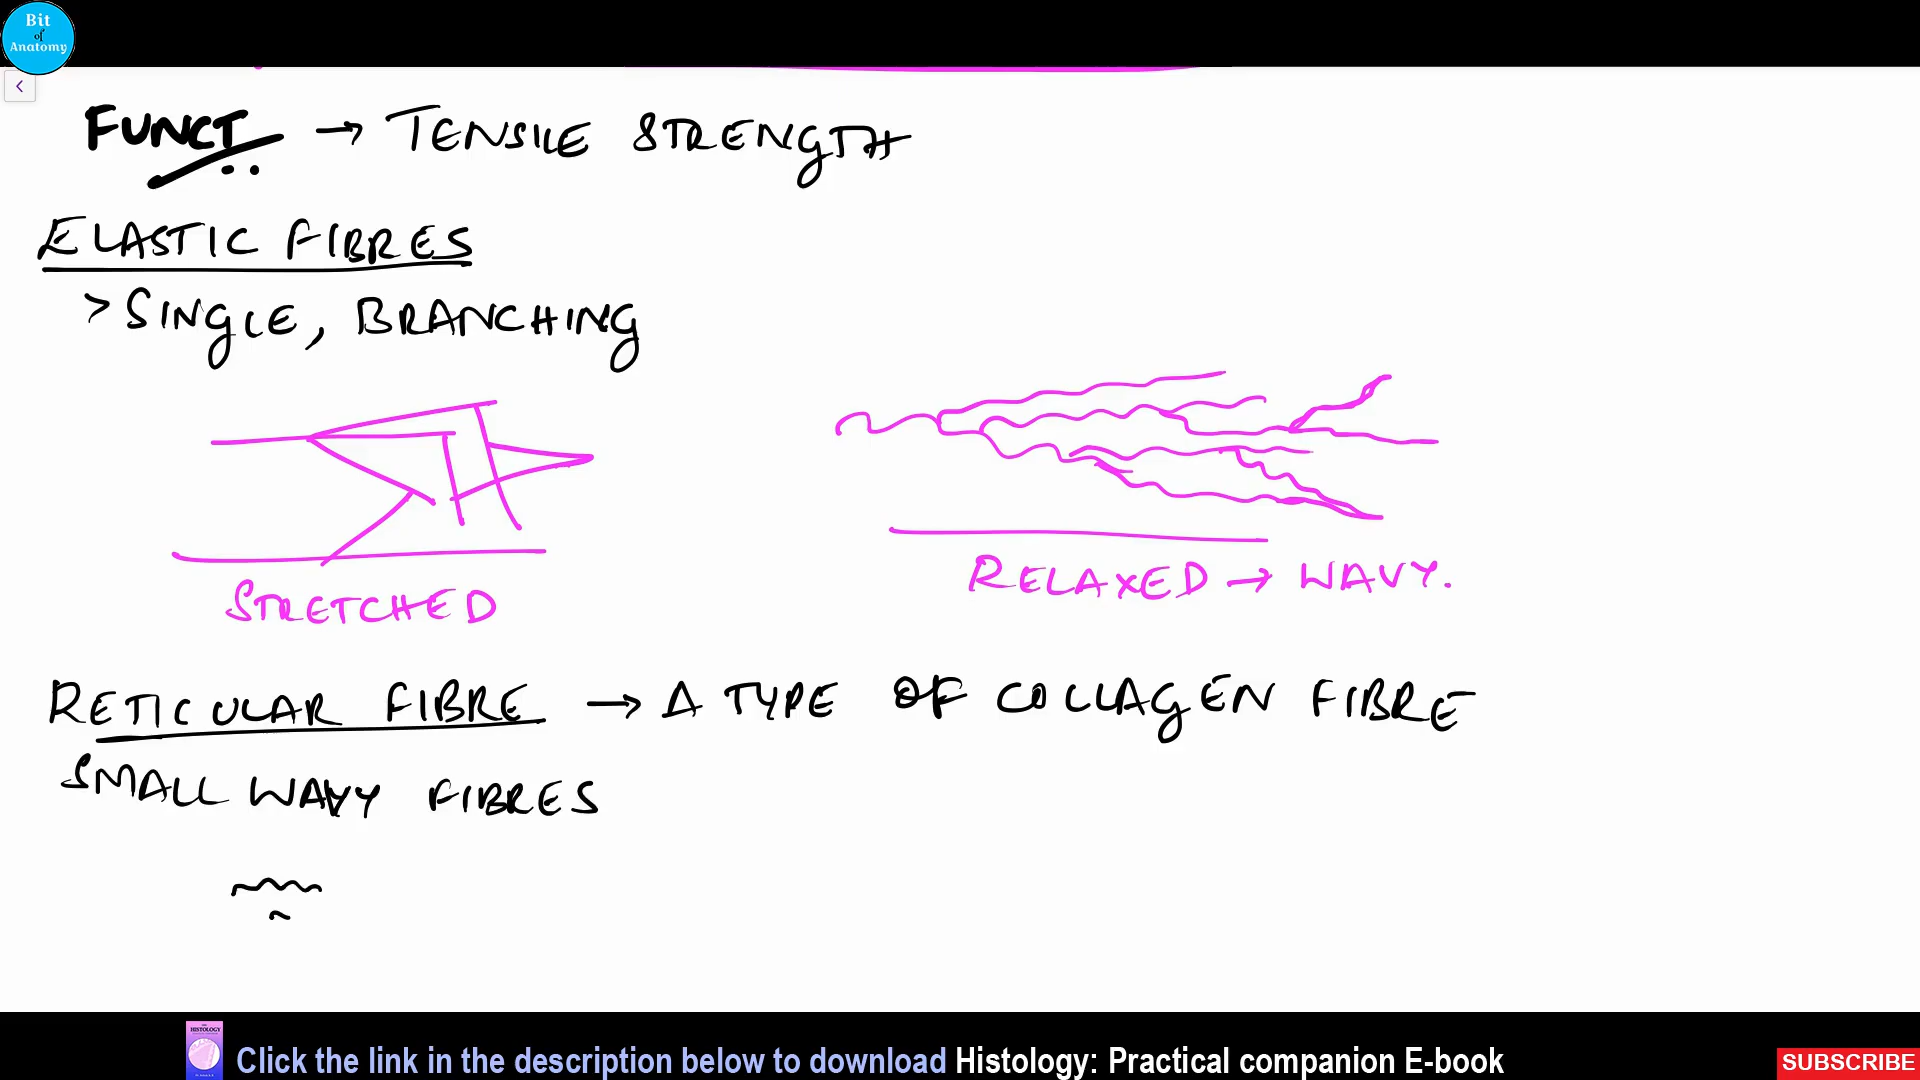 Bit
of
Anatomy
FUNCT → TENSILE STRENGTH
ELASTIC FIBRES
> SINGLE, BRANCHING
STRETCHED
RELAXED → WAVY.
RETICULAR FIBRE → A TYPE OF COLLAGEN FIBRE
SMALL WAVY FIBRES
HISTOLOGY
Click the link in the description below to download Histology: Practical companion E-book
SUBSCRIBE